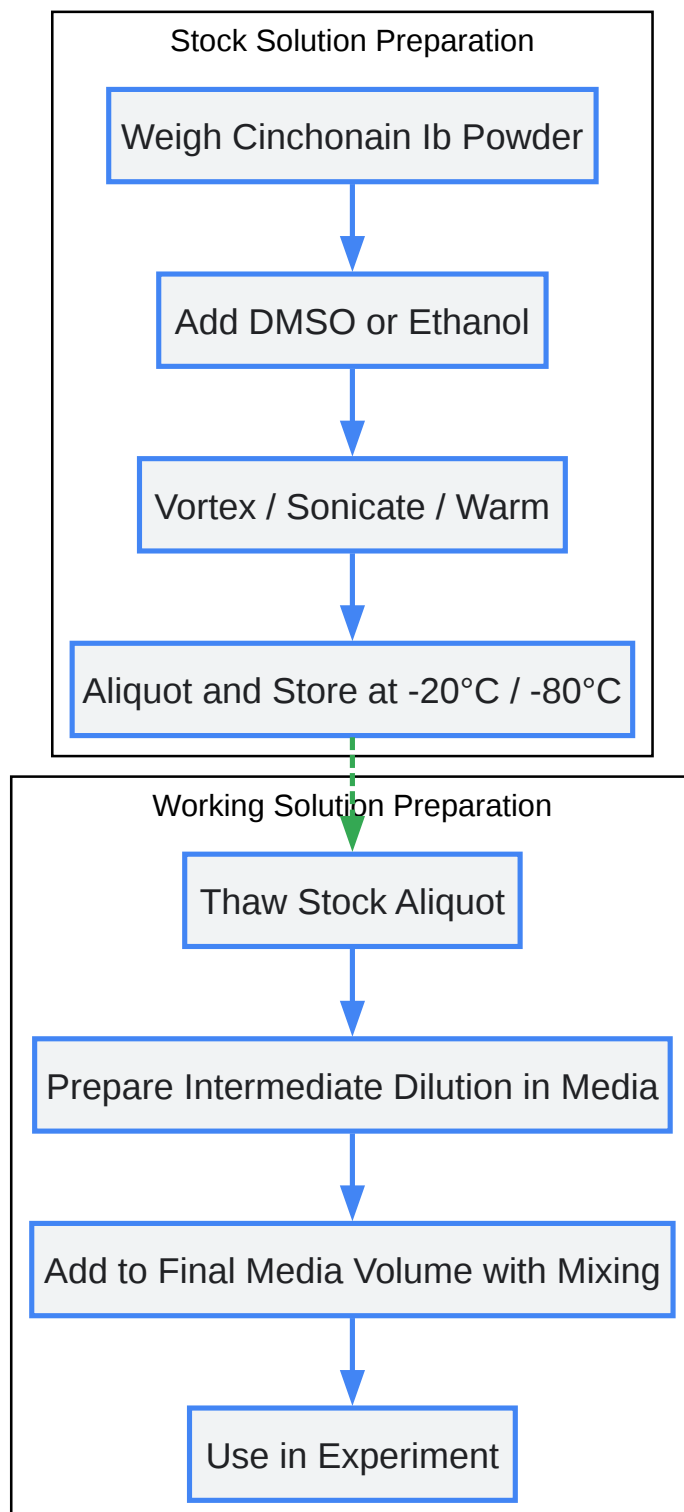 Stock Solution Preparation
Weigh Cinchonain Ib Powder
Add DMSO or Ethanol
Vortex / Sonicate / Warm
Aliquot and Store at -20°C / -80°C
Working Solution Preparation
Thaw Stock Aliquot
Prepare Intermediate Dilution in Media
Add to Final Media Volume with Mixing
Use in Experiment